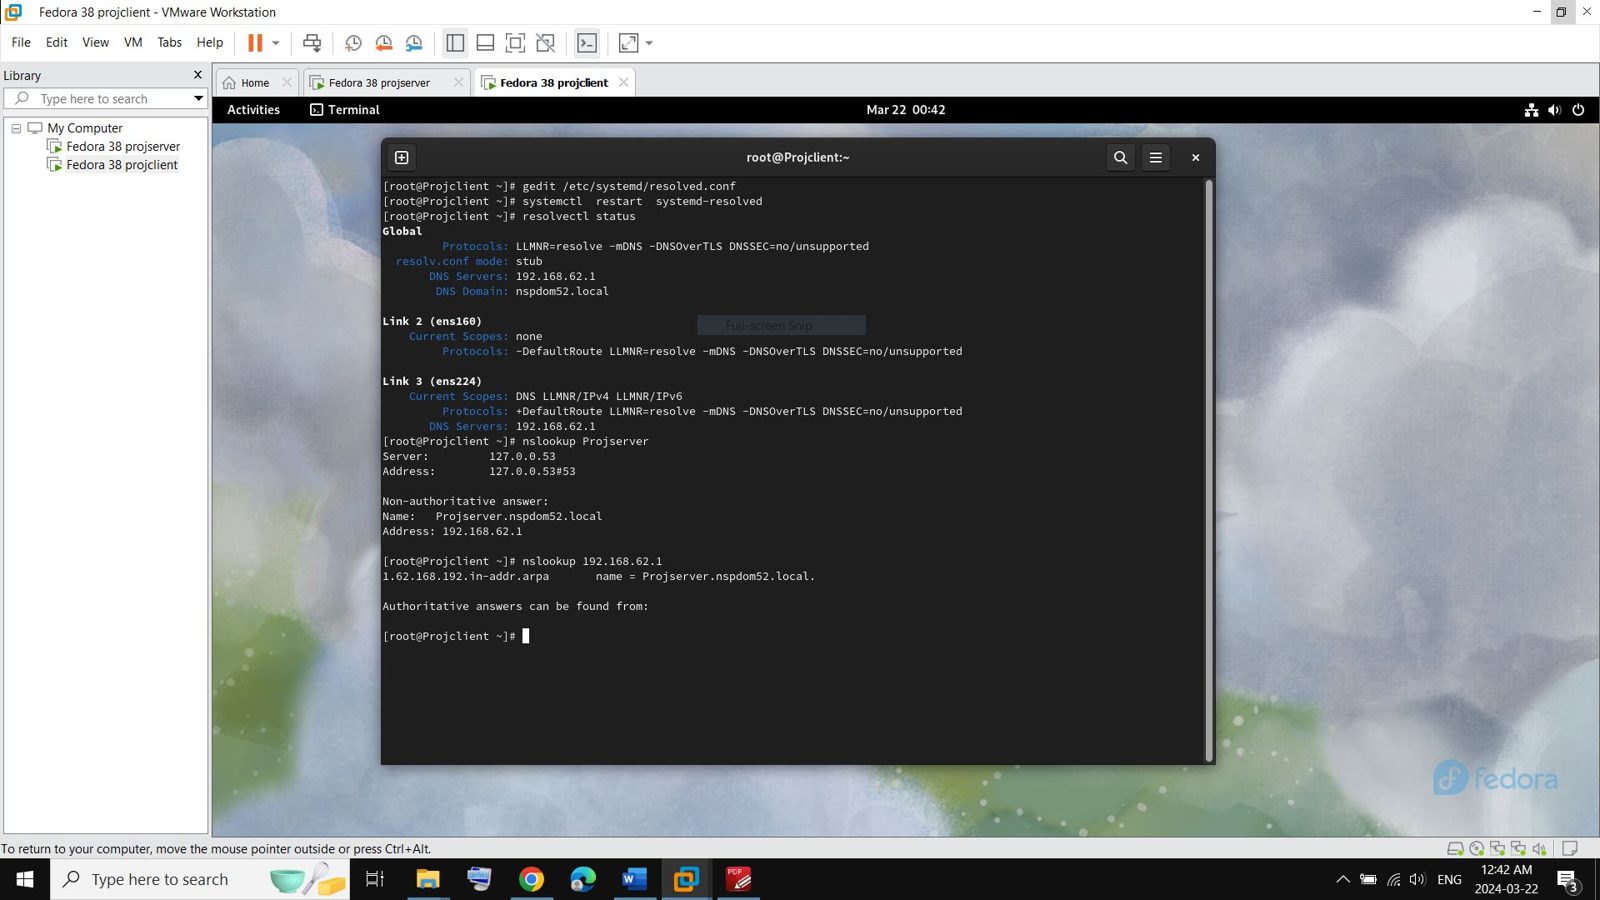 Fedora 38 projclient - VMware Workstation
File Edit View VM Tabs Help
Library
Type here to search
My Computer
Fedora 38 projserver
Fedora 38 projclient
Home Fedora 38 projserver Fedora 38 projclient
Activities Terminal Mar 22 00:42
root@Projclient:~
[root@Projclient ~]# gedit /etc/systemd/resolved.conf
[root@Projclient ~]# systemctl  restart  systemd-resolved
[root@Projclient ~]# resolvectl status
Global
Protocols: LLMNR=resolve -mDNS -DNSOverTLS DNSSEC=no/unsupported
resolv.conf mode: stub
DNS Servers: 192.168.62.1
DNS Domain: nspdom52.local
Link 2 (ens160)
Full-screen Snip
Current Scopes: none
Protocols: -DefaultRoute LLMNR=resolve -mDNS -DNSOverTLS DNSSEC=no/unsupported
Link 3 (ens224)
Current Scopes: DNS LLMNR/IPv4 LLMNR/IPv6
Protocols: +DefaultRoute LLMNR=resolve -mDNS -DNSOverTLS DNSSEC=no/unsupported
DNS Servers: 192.168.62.1
[root@Projclient ~]# nslookup Projserver
Server:         127.0.0.53
Address:        127.0.0.53#53
Non-authoritative answer:
Name:   Projserver.nspdom52.local
Address: 192.168.62.1
[root@Projclient ~]# nslookup 192.168.62.1
1.62.168.192.in-addr.arpa       name = Projserver.nspdom52.local.
Authoritative answers can be found from:
[root@Projclient ~]#
fedora
To return to your computer, move the mouse pointer outside or press Ctrl+Alt.
Type here to search
PDF
ENG
12:42 AM
2024-03-22
3